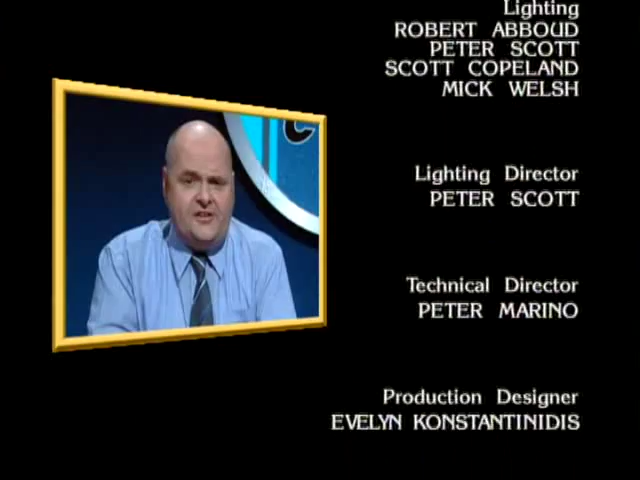 Lighting
ROBERT ABBOUD
PETER SCOTT
SCOTT COPELAND
MICK WELSH
Lighting Director
PETER SCOTT
Technical Director
PETER MARINO
Production Designer
EVELYN KONSTANTINIDIS